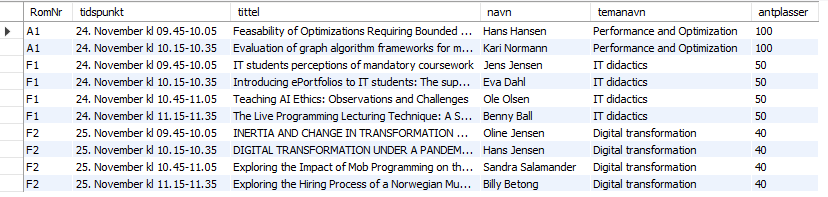 RomNr tidspunkt tittel navn temanavn antplasser
A1 24. November kl 09.45-10.05 Feasability of Optimizations Requiring Bounded ... Hans Hansen Performance and Optimization 100
A1 24. November kl 10.15-10.35 Evaluation of graph algorithm frameworks for m... Kari Normann Performance and Optimization 100
F1 24. November kl 09.45-10.05 IT students perceptions of mandatory coursework Jens Jensen IT didactics 50
F1 24. November kl 10.15-10.35 Introducing ePortfolios to IT students: The sup... Eva Dahl IT didactics 50
F1 24. November kl 10.45-11.05 Teaching AI Ethics: Observations and Challenges Ole Olsen IT didactics 50
F1 24. November kl 11.15-11.35 The Live Programming Lecturing Technique: A S... Benny Ball IT didactics 50
F2 25. November kl 09.45-10.05 INERTIA AND CHANGE IN TRANSFORMATION ... Oline Jensen Digital transformation 40
F2 25. November kl 10.15-10.35 DIGITAL TRANSFORMATION UNDER A PANDEM... Hans Jensen Digital transformation 40
F2 25. November kl 10.45-11.05 Exploring the Impact of Mob Programming on th... Sandra Salamander Digital transformation 40
F2 25. November kl 11.15-11.35 Exploring the Hiring Process of a Norwegian Mu... Billy Betong Digital transformation 40